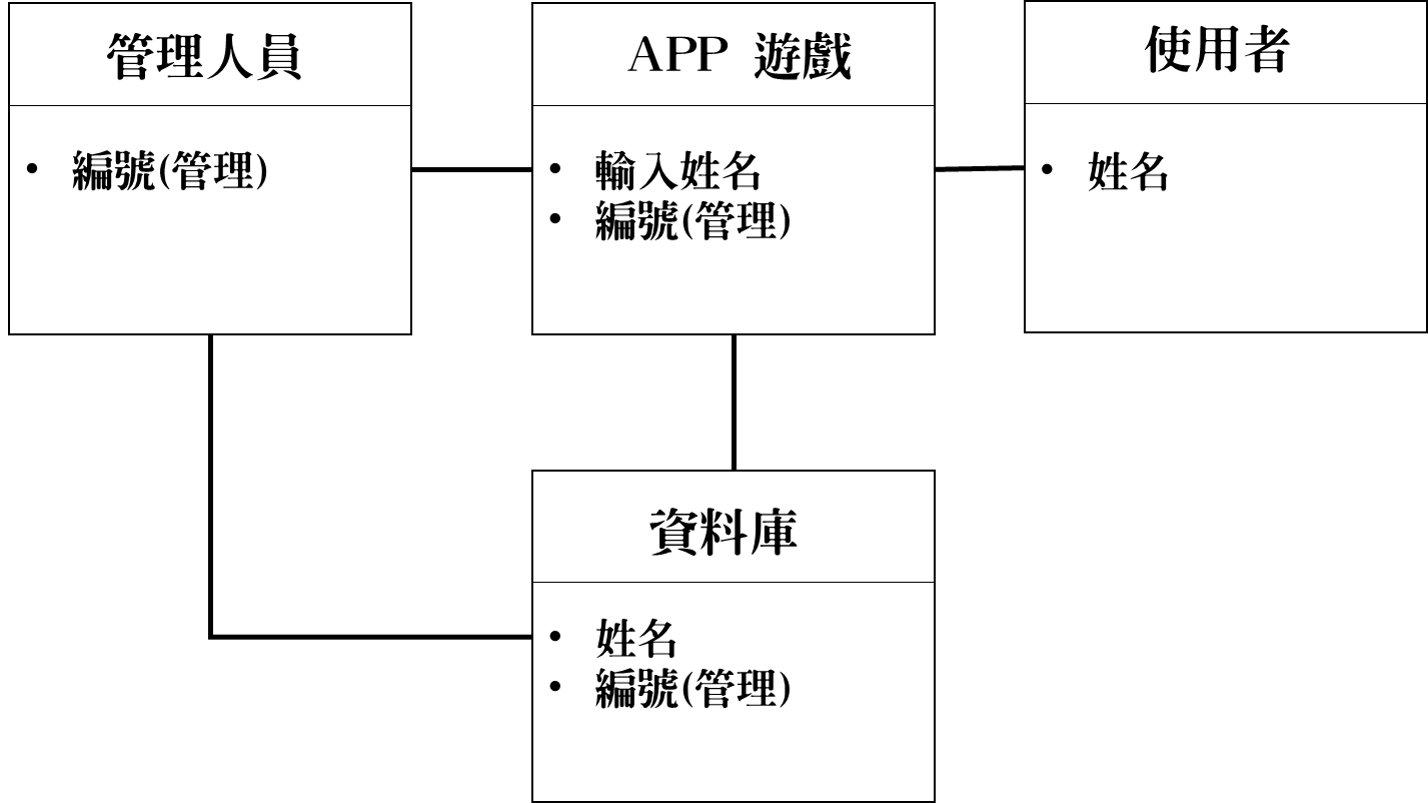 管理人員
• 編號(管理)
APP 遊戲
• 輸入姓名
• 編號(管理)
使用者
• 姓名
資料庫
• 姓名
• 編號(管理)